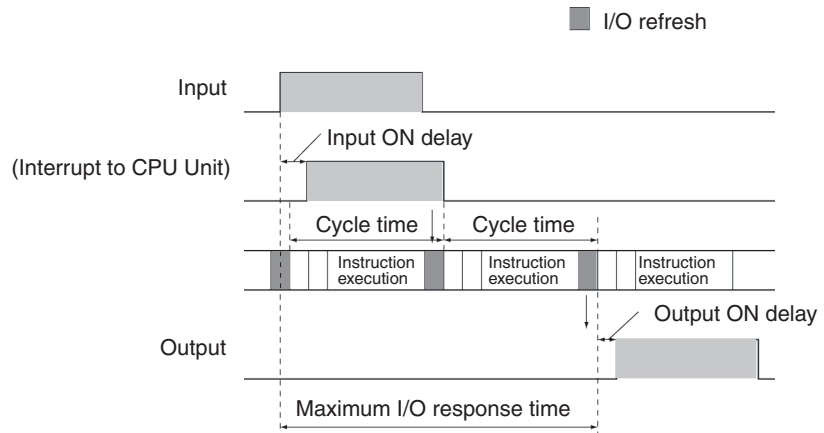 I/O refresh
Input
Input ON delay
(Interrupt to CPU Unit)
Cycle time
Cycle time
Instruction
execution
Instruction
execution
Instruction
execution
Output ON delay
Output
Maximum I/O response time